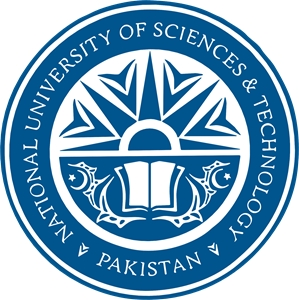 NATIONAL UNIVERSITY OF SCIENCES & TECHNOLOGY
PAKISTAN